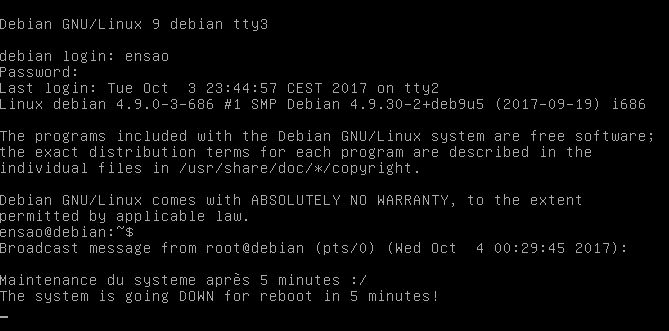 Debian GNU/Linux 9 debian tty3
debian login: ensao
Password:
Last login: Tue Oct  3 23:44:57 CEST 2017 on tty2
Linux debian 4.9.0-3-686 #1 SMP Debian 4.9.30-2+deb9u5 (2017-09-19) i686
The programs included with the Debian GNU/Linux system are free software;
the exact distribution terms for each program are described in the
individual files in /usr/share/doc/*/copyright.
Debian GNU/Linux comes with ABSOLUTELY NO WARRANTY, to the extent
permitted by applicable law.
ensao@debian:~$
Broadcast message from root@debian (pts/0) (Wed Oct  4 00:29:45 2017):
Maintenance du systeme après 5 minutes :/
The system is going DOWN for reboot in 5 minutes!